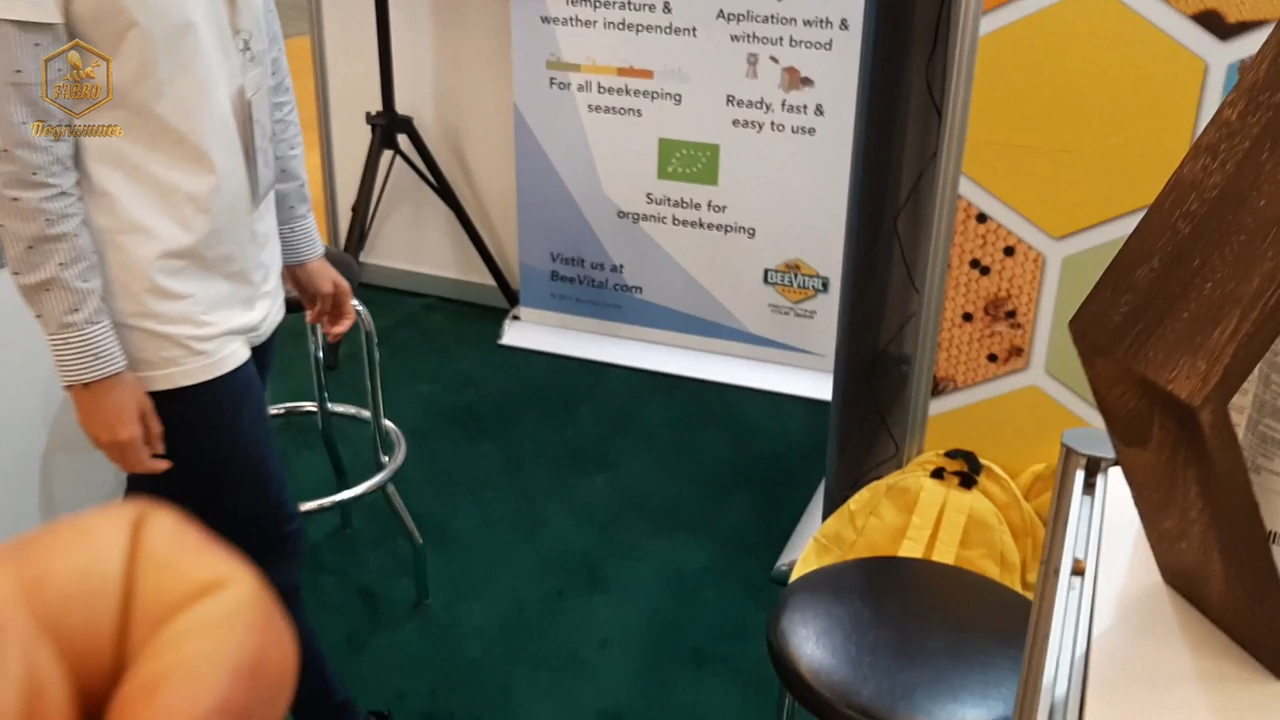 Temperature &
weather independent
Application with &
without brood
For all beekeeping
seasons
Ready, fast &
easy to use
Suitable for
organic beekeeping
Vistit us at
BeeVital.com
BEEVITAL
Подпишись